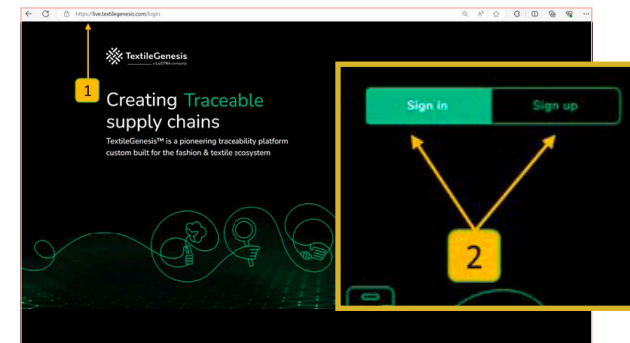 https://live.textilegenesis.com/login
1
TextileGenesis
a LECTRA company
Creating Traceable
supply chains
TextileGenesis™ is a pioneering traceability platform
custom built for the fashion & textile ecosystem
Sign in
Sign up
2